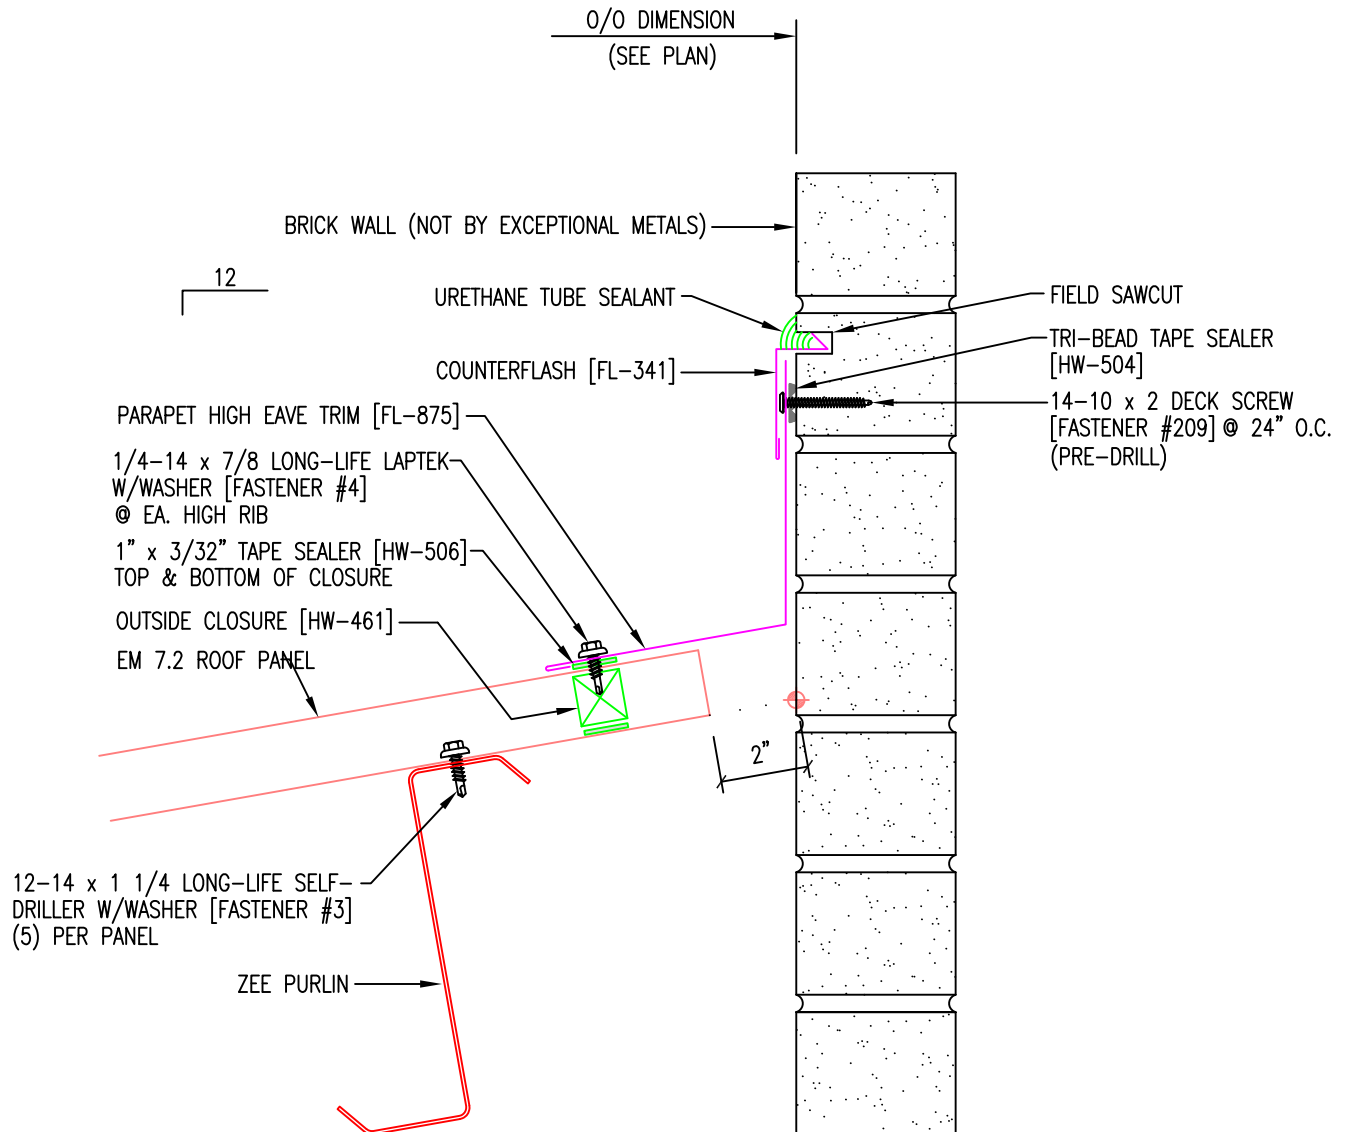 O/O DIMENSION
(SEE PLAN)
BRICK WALL (NOT BY EXCEPTIONAL METALS)
12
URETHANE TUBE SEALANT
FIELD SAWCUT
TRI-BEAD TAPE SEALER
[HW-504]
COUNTERFLASH [FL-341]
14-10 x 2 DECK SCREW
[FASTENER #209] @ 24" O.C.
(PRE-DRILL)
PARAPET HIGH EAVE TRIM [FL-875]
1/4-14 x 7/8 LONG-LIFE LAPTEK
W/WASHER [FASTENER #4]
@ EA. HIGH RIB
1" x 3/32" TAPE SEALER [HW-506]
TOP & BOTTOM OF CLOSURE
OUTSIDE CLOSURE [HW-461]
EM 7.2 ROOF PANEL
2"
12-14 x 1 1/4 LONG-LIFE SELF-
DRILLER W/WASHER [FASTENER #3]
(5) PER PANEL
ZEE PURLIN